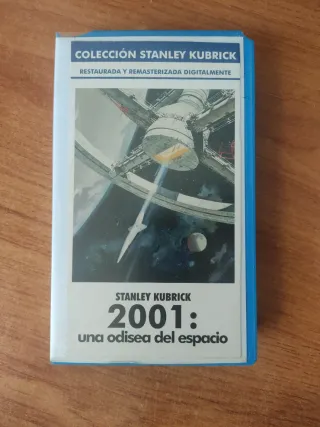 COLECCIÓN STANLEY KUBRICK
RESTAURADA Y REMASTERIZADA DIGITALMENTE
STANLEY KUBRICK
2001:
una odisea del espacio